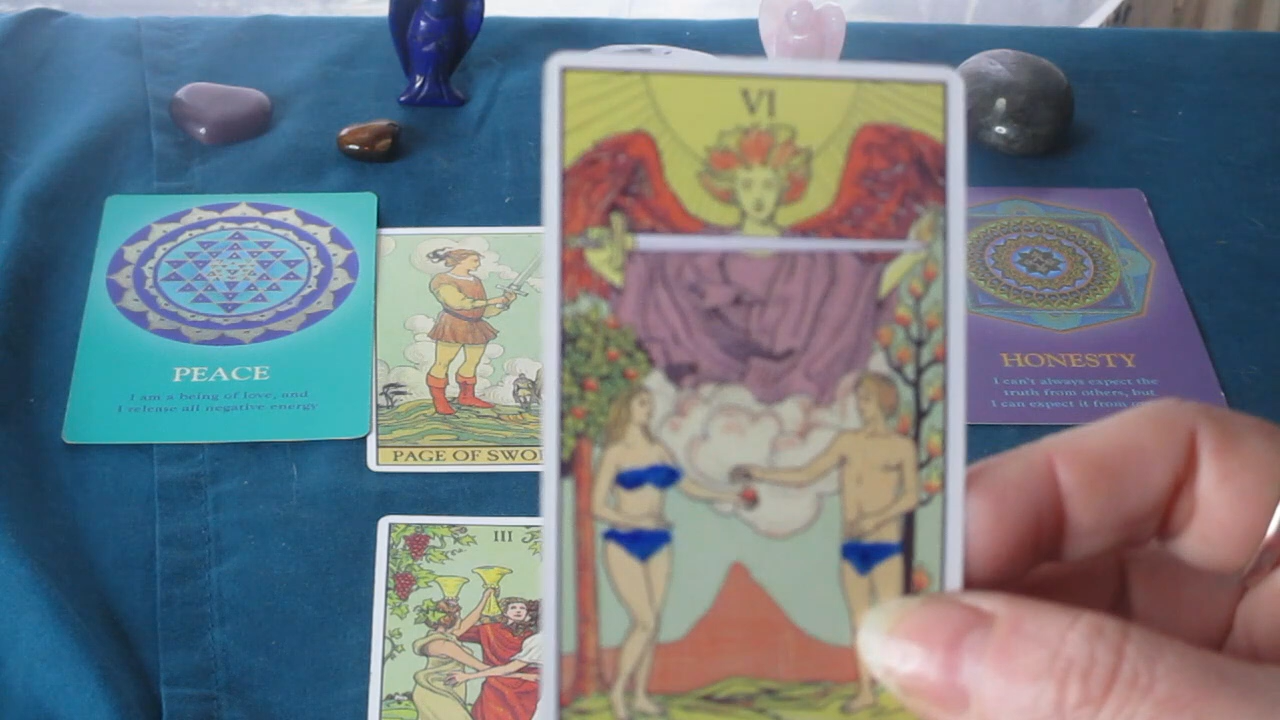 VI
PEACE
I am a being of love, and
I release all negative energy
PAGE OF SWO
HONESTY
I can't always expect the
truth from others, but
I can expect it from
III